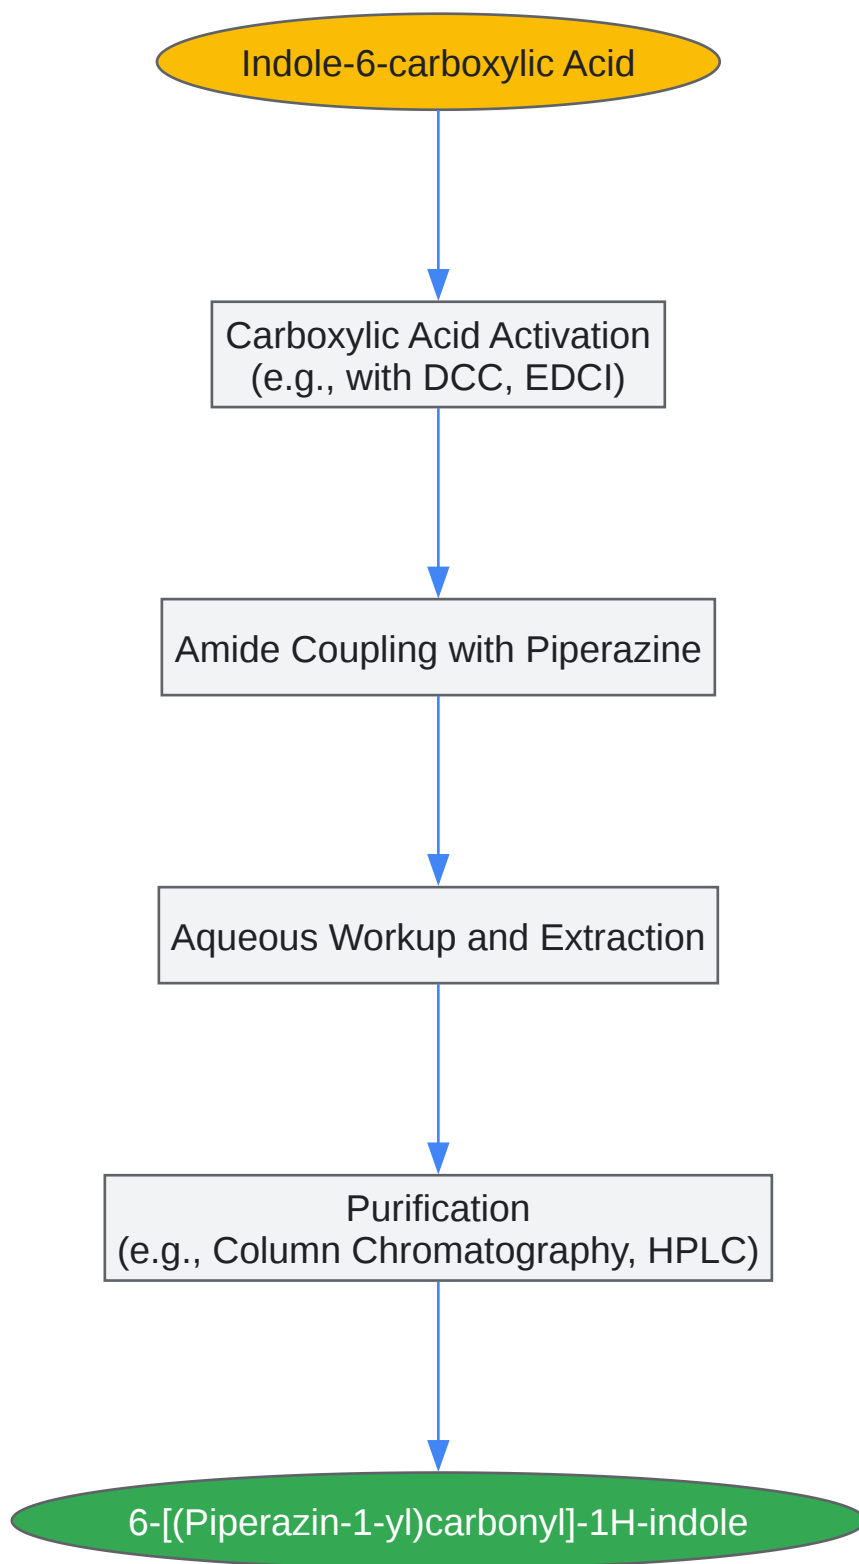 Indole-6-carboxylic Acid
Carboxylic Acid Activation
(e.g., with DCC, EDCI)
Amide Coupling with Piperazine
Aqueous Workup and Extraction
Purification
(e.g., Column Chromatography, HPLC)
6-[(Piperazin-1-yl)carbonyl]-1H-indole